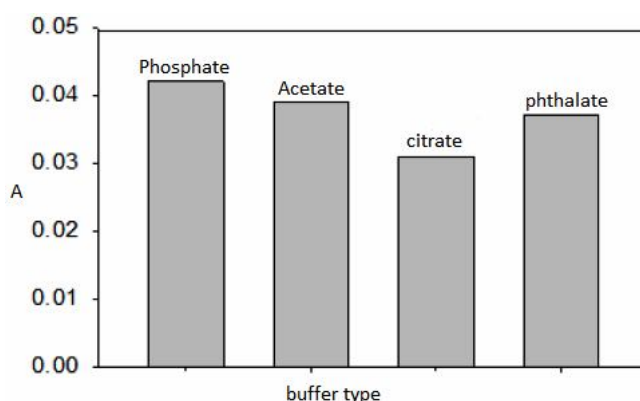 0.05
Phosphate
Acetate
phthalate
0.04
citrate
0.03
A
0.02
0.01
0.00
buffer type